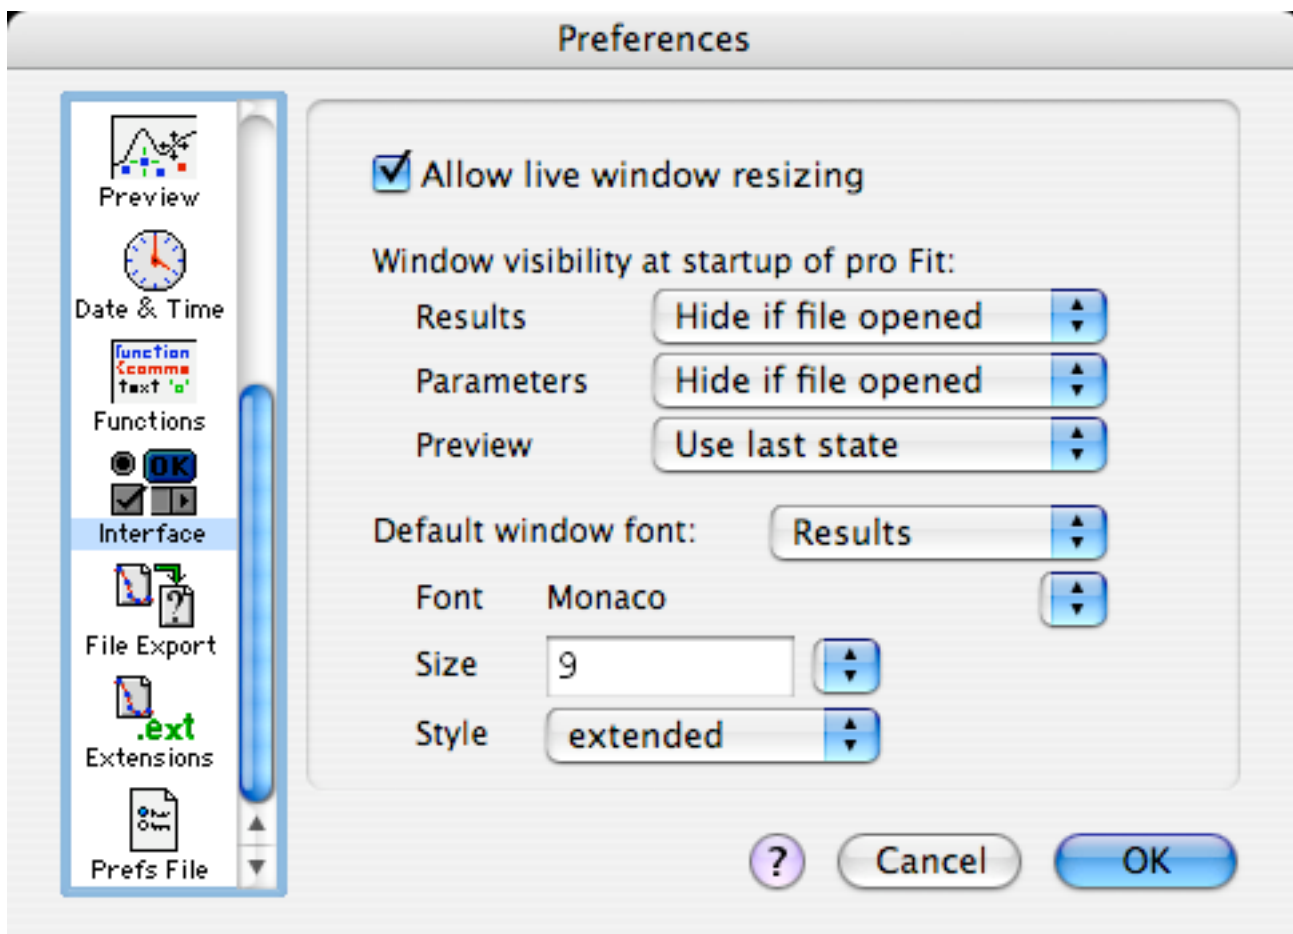 Preferences
Preview
Date & Time
function
text 'a'
Functions
OK
Interface
?
File Export
.ext
Extensions
Prefs File
Allow live window resizing
Window visibility at startup of pro Fit:
Results Hide if file opened
Parameters Hide if file opened
Preview Use last state
Default window font: Results
Font Monaco
Size 9
Style extended
? Cancel OK